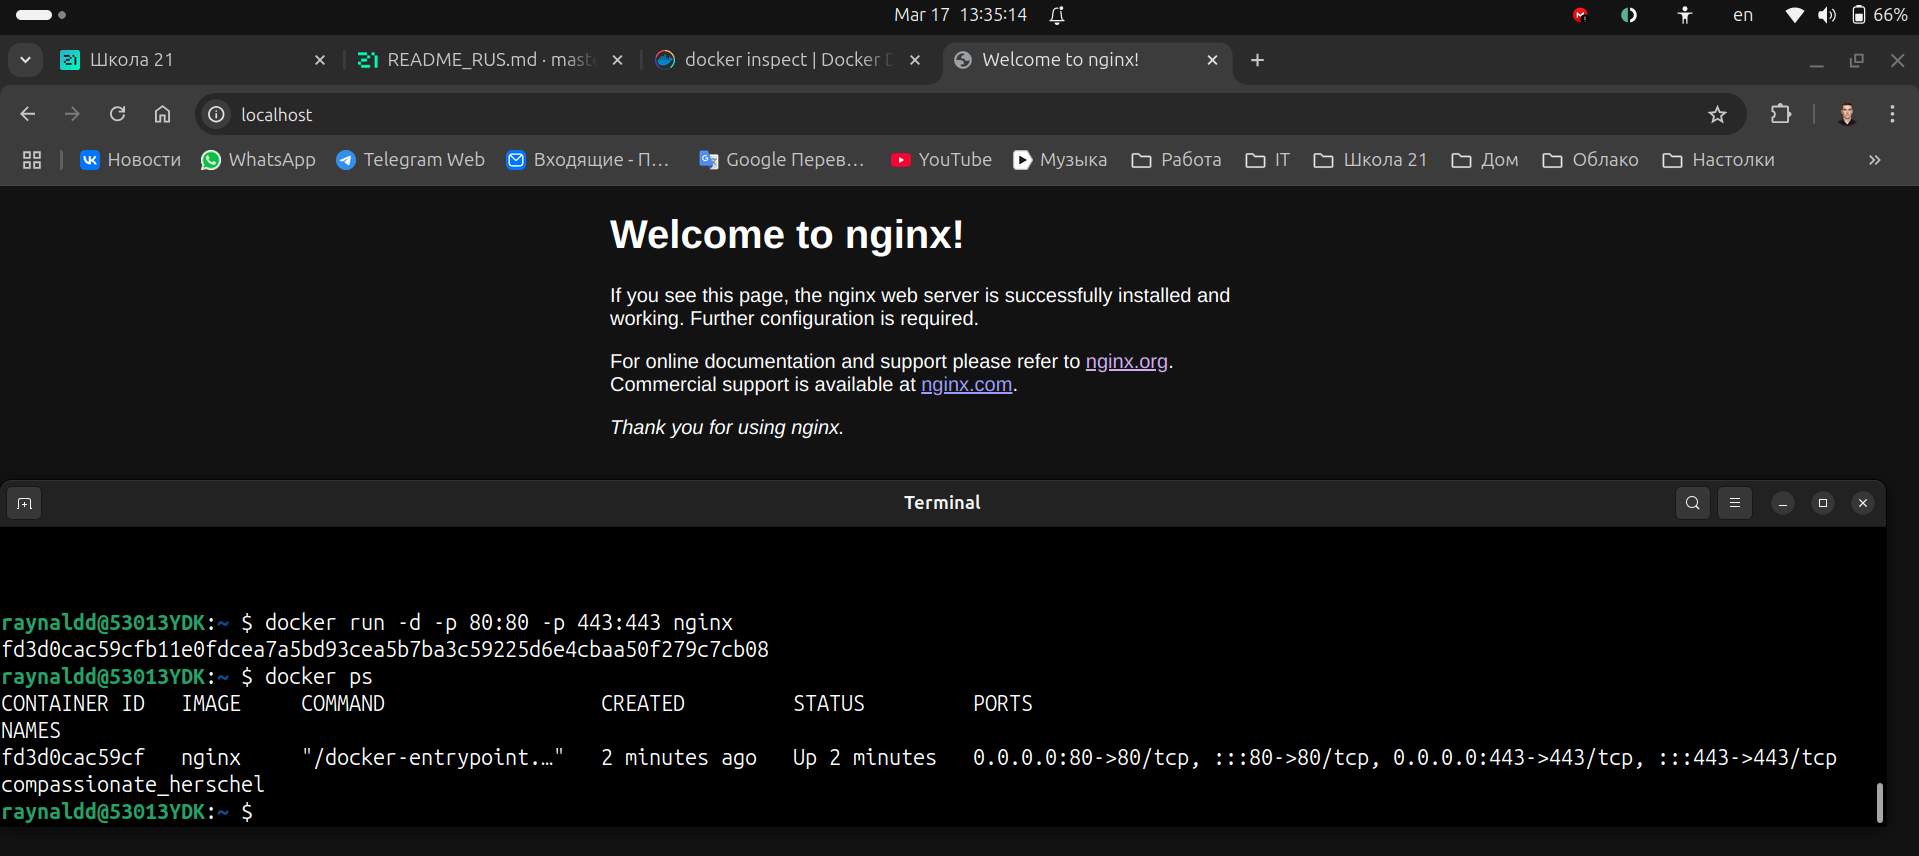 Mar 17 13:35:14
en
66%
Школа 21
README_RUS.md · mast
docker inspect | Docker D
Welcome to nginx!
localhost
Новости
WhatsApp
Telegram Web
Входящие - П...
Google Перев...
YouTube
Музыка
Работа
IT
Школа 21
Дом
Облако
Настолки
Welcome to nginx!
If you see this page, the nginx web server is successfully installed and
working. Further configuration is required.
For online documentation and support please refer to nginx.org.
Commercial support is available at nginx.com.
Thank you for using nginx.
Terminal
raynaldd@53013YDK:~ $ docker run -d -p 80:80 -p 443:443 nginx
fd3d0cac59cfb11e0fdcea7a5bd93cea5b7ba3c59225d6e4cbaa50f279c7cb08
raynaldd@53013YDK:~ $ docker ps
CONTAINER ID   IMAGE     COMMAND                  CREATED         STATUS         PORTS
NAMES
fd3d0cac59cf   nginx     "/docker-entrypoint.…"   2 minutes ago   Up 2 minutes   0.0.0.0:80->80/tcp, :::80->80/tcp, 0.0.0.0:443->443/tcp, :::443->443/tcp
compassionate_herschel
raynaldd@53013YDK:~ $